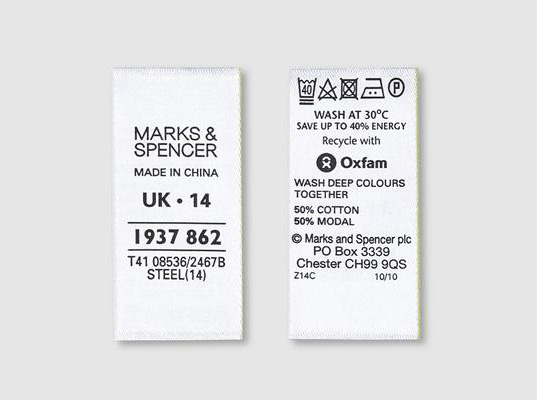 MARKS &
SPENCER
MADE IN CHINA
UK • 14
1937 862
T41 08536/2467B
STEEL(14)
40 P
WASH AT 30°C
SAVE UP TO 40% ENERGY
Recycle with
Oxfam
WASH DEEP COLOURS
TOGETHER
50% COTTON
50% MODAL
© Marks and Spencer plc
PO Box 3339
Chester CH99 9QS
Z14C 10/10